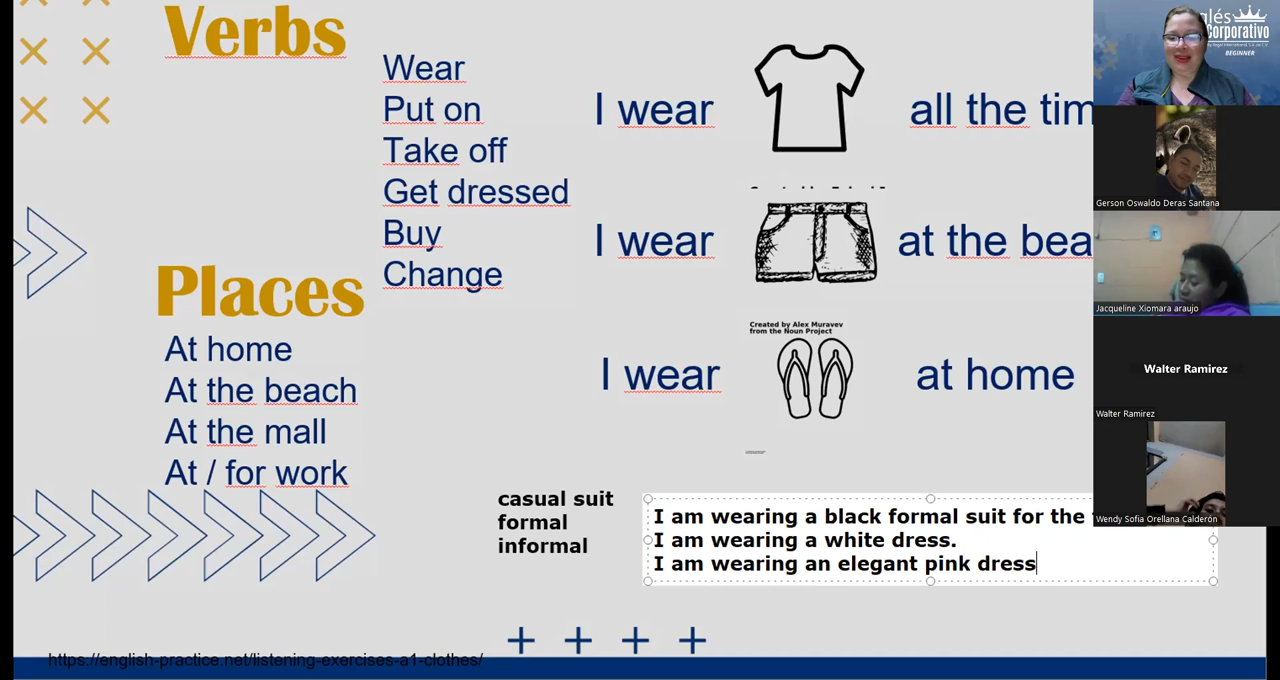 Verbs
Wear
Put on
Take off
Get dressed
Buy
Change
I wear
all the tim
I wear
at the bea
Created by Alex Muravev
from the Noun Project
I wear
at home
Places
At home
At the beach
At the mall
At / for work
casual suit
formal
informal
I am wearing a black formal suit for the
I am wearing a white dress.
I am wearing an elegant pink dress
https://english-practice.net/listening-exercises-a1-clothes/
glés
Corporativo
BEGINNER
Gerson Oswaldo Deras Santana
Jacqueline Xiomara araujo
Walter Ramirez
Walter Ramirez
Wendy Sofia Orellana Calderón